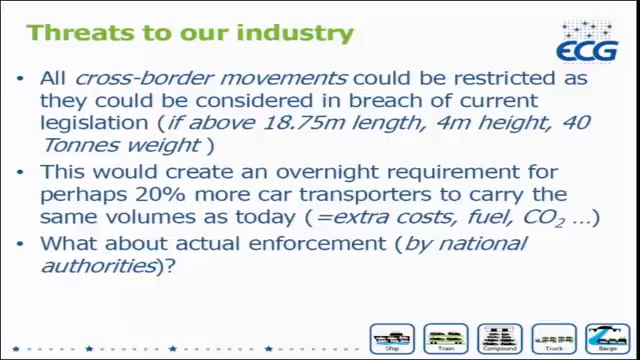 Threats to our industry
ECG
• All cross-border movements could be restricted as
they could be considered in breach of current
legislation (if above 18.75m length, 4m height, 40
Tonnes weight )
• This would create an overnight requirement for
perhaps 20% more car transporters to carry the
same volumes as today (=extra costs, fuel, CO₂ …)
• What about actual enforcement (by national
authorities)?
Ship Train Compound Truck Barge